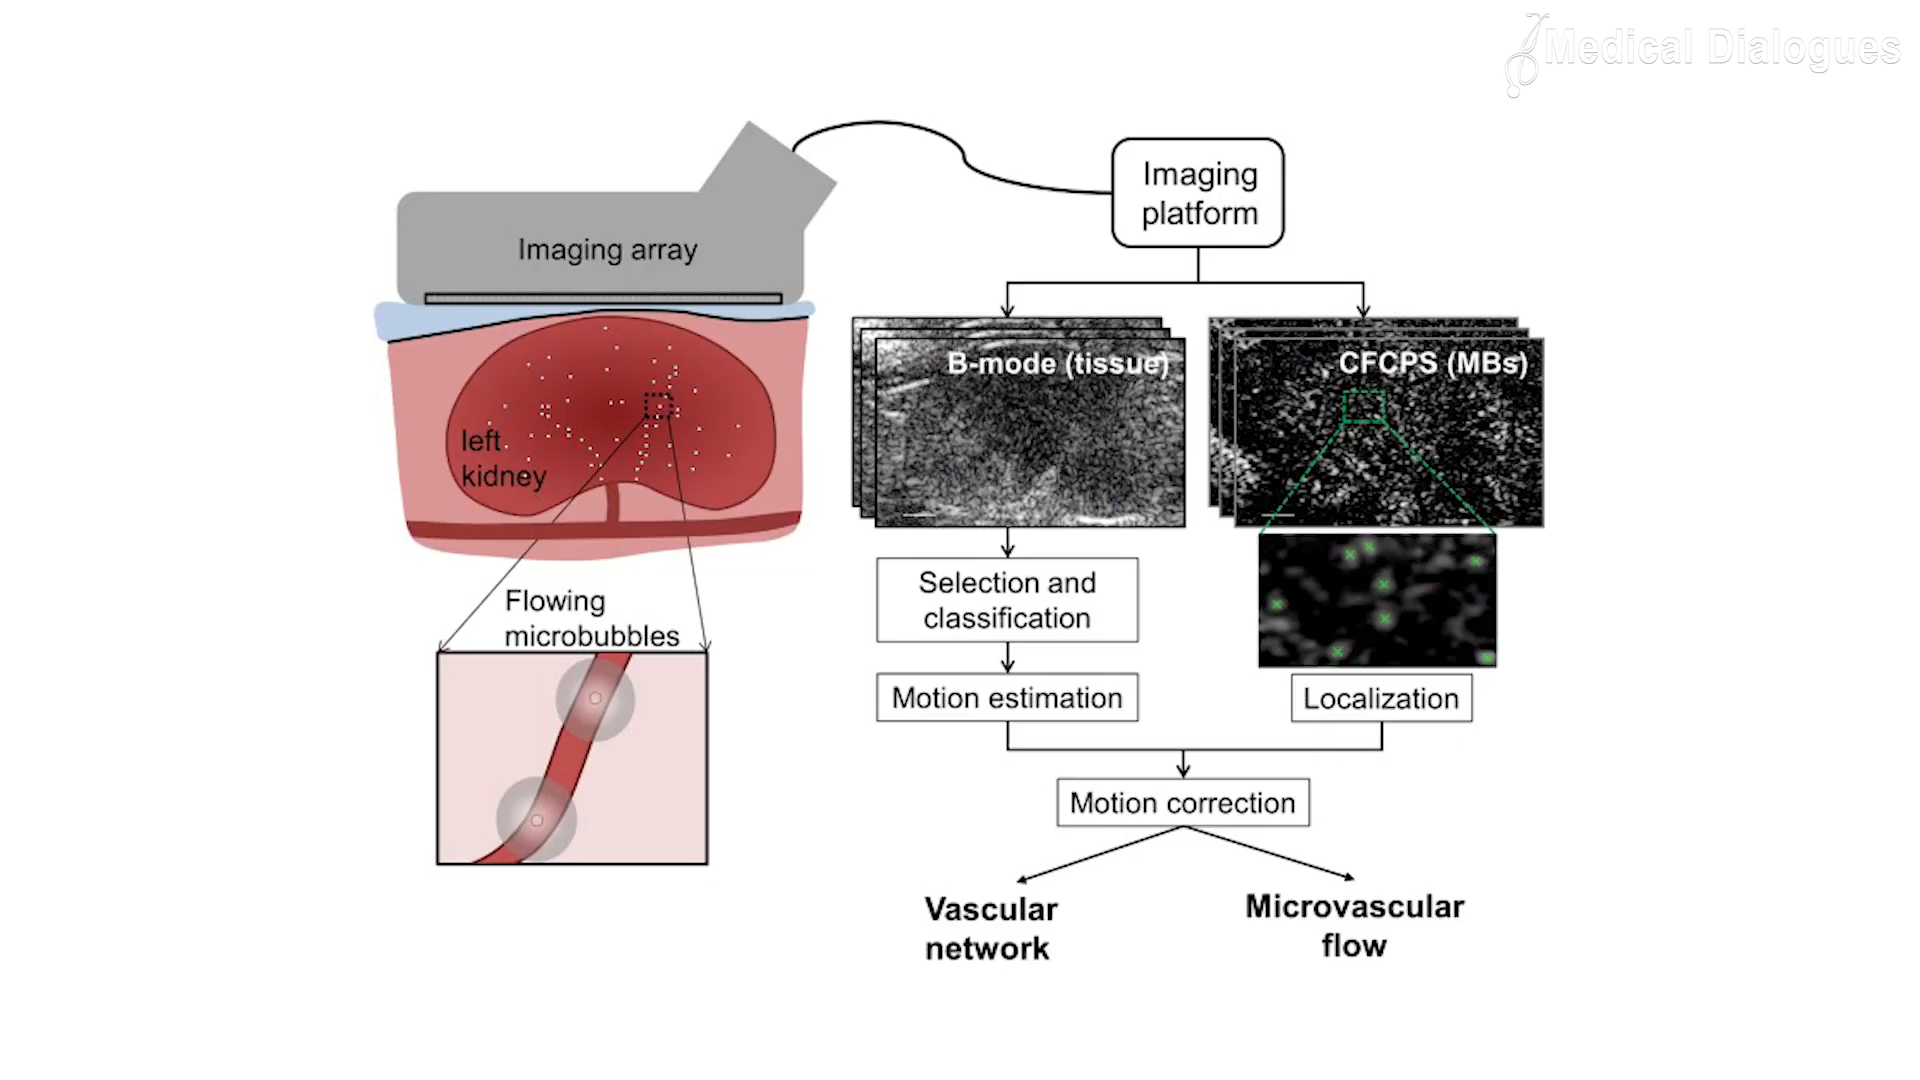 Medical Dialogues
Imaging array
Imaging
platform
B-mode (tissue)
CFCPS (MBs)
left
kidney
Selection and
classification
Flowing
microbubbles
Motion estimation
Localization
Motion correction
Vascular
network
Microvascular
flow